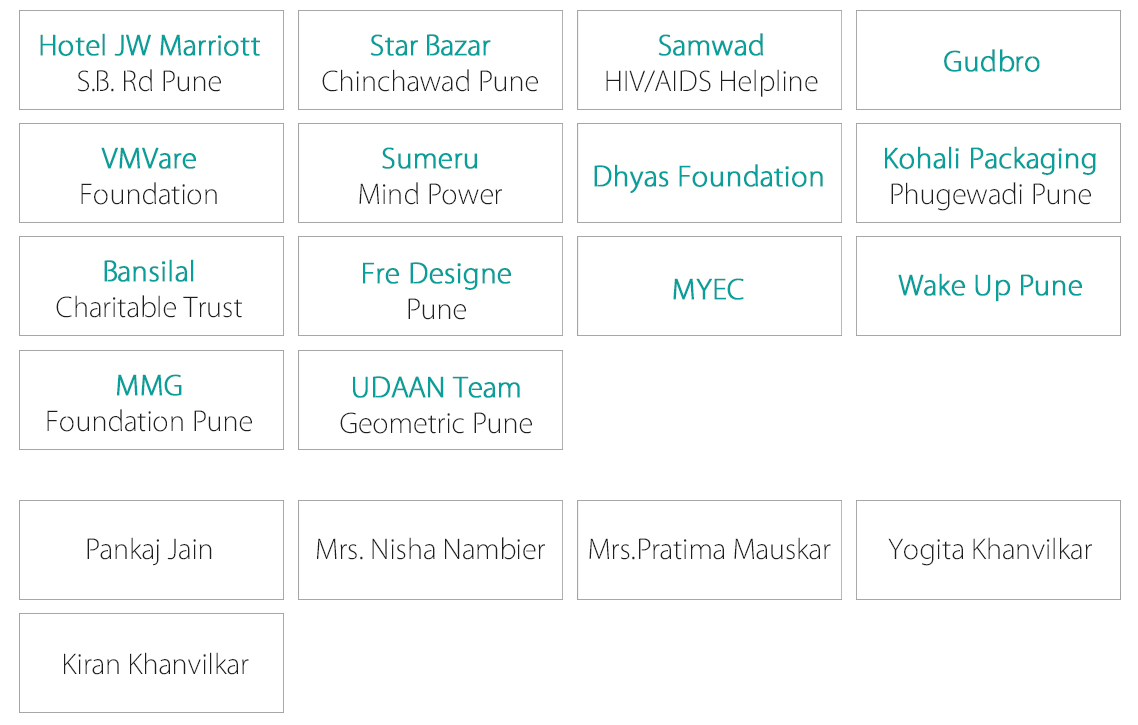 Hotel JW Marriott
S.B. Rd Pune
Star Bazar
Chinchawad Pune
Samwad
HIV/AIDS Helpline
Gudbro
VMVare
Foundation
Sumeru
Mind Power
Dhyas Foundation
Kohali Packaging
Phugewadi Pune
Bansilal
Charitable Trust
Fre Designe
Pune
MYEC
Wake Up Pune
MMG
Foundation Pune
UDAAN Team
Geometric Pune
Pankaj Jain
Mrs. Nisha Nambier
Mrs.Pratima Mauskar
Yogita Khanvilkar
Kiran Khanvilkar